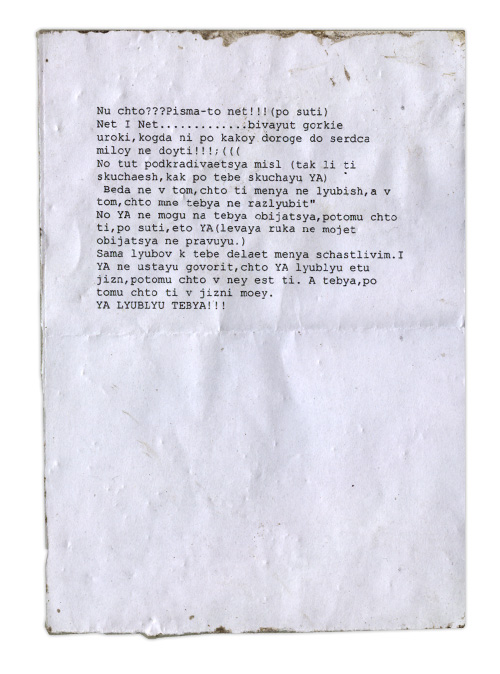 Nu chto???Pisma-to net!!!(po suti)
Net I Net.............bivayut gorkie
uroki,kogda ni po kakoy doroge do serdca
miloy ne doyti!!!;(((
No tut podkradivaetsya misl (tak li ti
skuchaesh,kak po tebe skuchayu YA)
Beda ne v tom,chto ti menya ne lyubish,a v
tom,chto mne tebya ne razlyubit"
No YA ne mogu na tebya obijatsya,potomu chto
ti,po suti,eto YA(levaya ruka ne mojet
obijatsya ne pravuyu.)
Sama lyubov k tebe delaet menya schastlivim.I
YA ne ustayu govorit,chto YA lyublyu etu
jizn,potomu chto v ney est ti. A tebya,po
tomu chto ti v jizni moey.
YA LYUBLYU TEBYA!!!